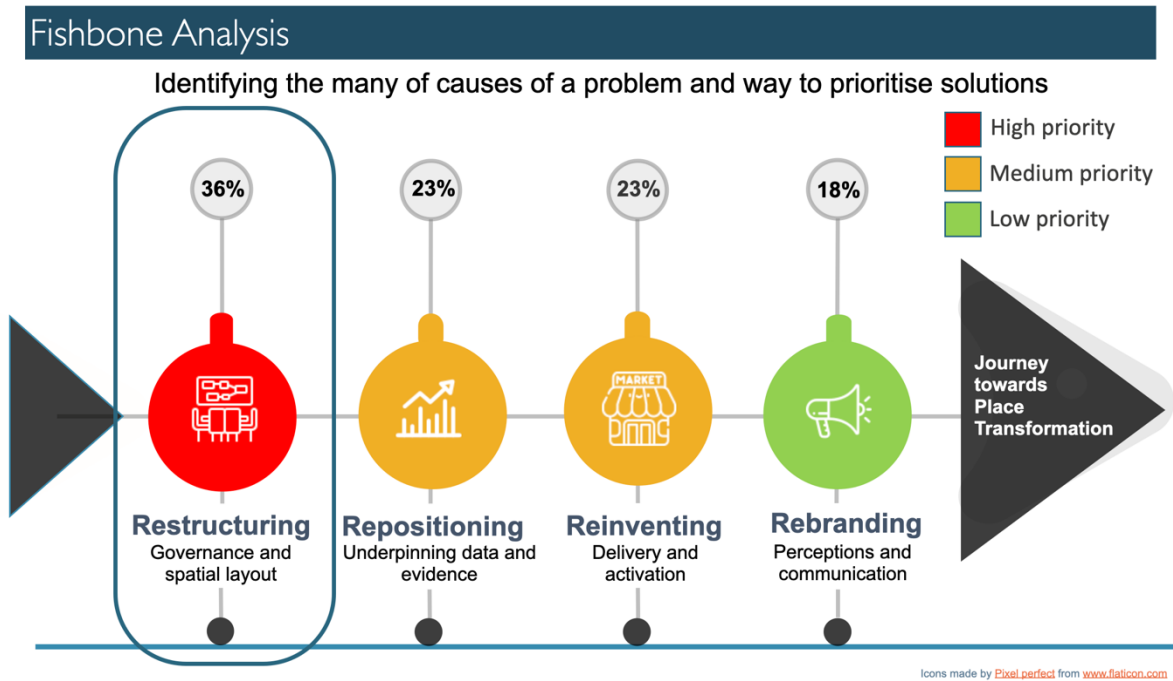 Fishbone Analysis
Identifying the many of causes of a problem and way to prioritise solutions
High priority
Medium priority
Low priority
36%
23%
23%
18%
MARKET
Journey
towards
Place
Transformation
Restructuring
Governance and
spatial layout
Repositioning
Underpinning data and
evidence
Reinventing
Delivery and
activation
Rebranding
Perceptions and
communication
Icons made by Pixel perfect from www.flaticon.com